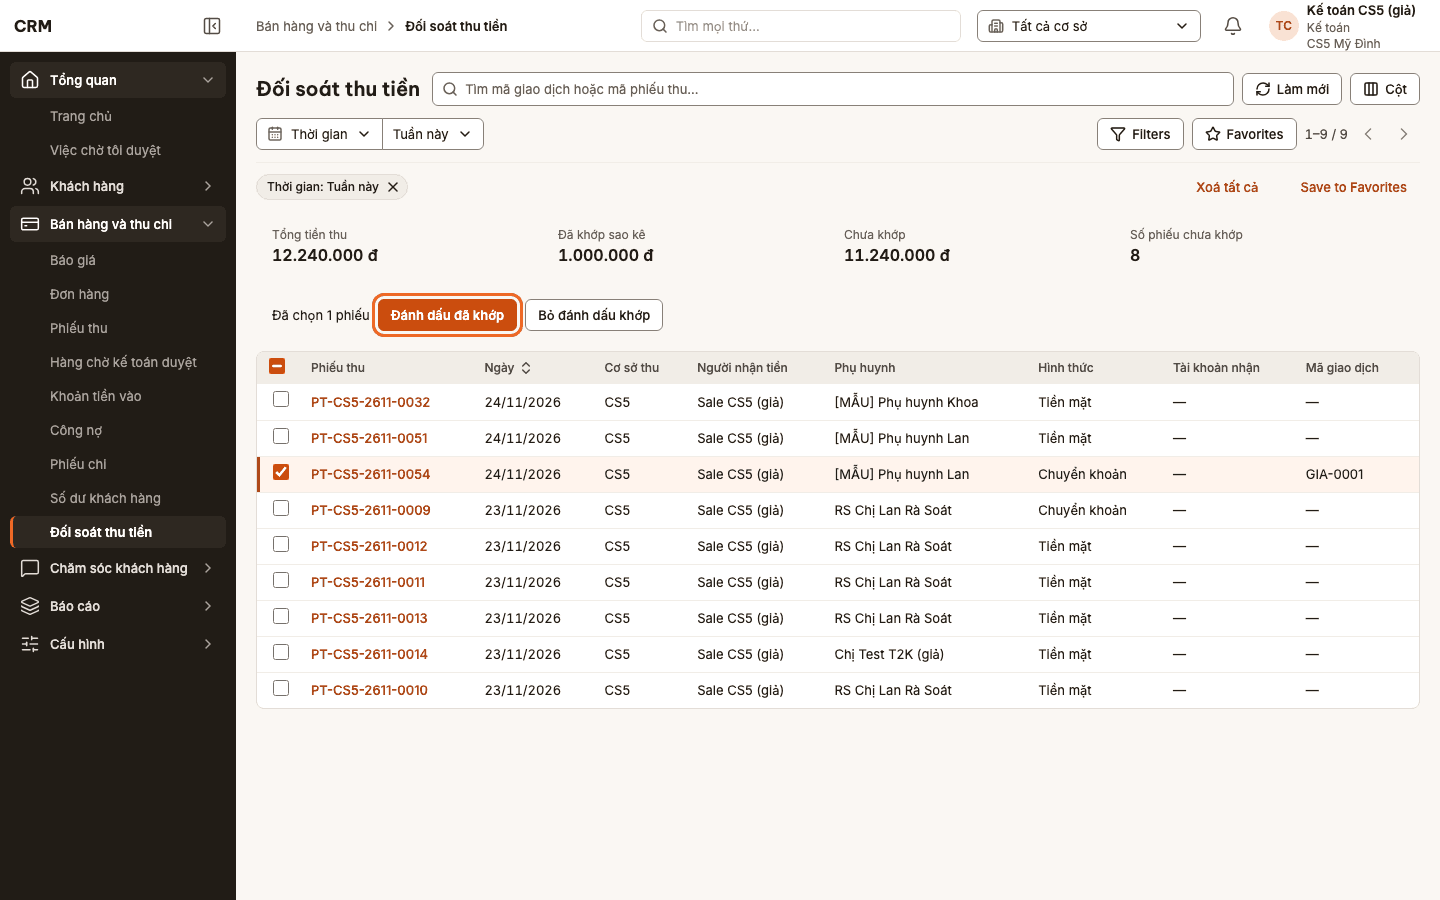 CRM
Bán hàng và thu chi > Đối soát thu tiền
Tìm mọi thứ...
Tất cả cơ sở
TC
Kế toán CS5 (giả)
Kế toán
CS5 Mỹ Đình
Tổng quan
Trang chủ
Việc chờ tôi duyệt
Khách hàng
Bán hàng và thu chi
Báo giá
Đơn hàng
Phiếu thu
Hàng chờ kế toán duyệt
Khoản tiền vào
Công nợ
Phiếu chi
Số dư khách hàng
Đối soát thu tiền
Chăm sóc khách hàng
Báo cáo
Cấu hình
Đối soát thu tiền
Tìm mã giao dịch hoặc mã phiếu thu...
Làm mới
Cột
Thời gian
Tuần này
Filters
Favorites
1–9 / 9
Thời gian: Tuần này
Xoá tất cả
Save to Favorites
Tổng tiền thu
12.240.000 đ
Đã khớp sao kê
1.000.000 đ
Chưa khớp
11.240.000 đ
Số phiếu chưa khớp
8
Đã chọn 1 phiếu
Đánh dấu đã khớp
Bỏ đánh dấu khớp
Phiếu thu Ngày Cơ sở thu Người nhận tiền Phụ huynh Hình thức Tài khoản nhận Mã giao dịch
PT-CS5-2611-0032 24/11/2026 CS5 Sale CS5 (giả) [MẪU] Phụ huynh Khoa Tiền mặt — —
PT-CS5-2611-0051 24/11/2026 CS5 Sale CS5 (giả) [MẪU] Phụ huynh Lan Tiền mặt — —
PT-CS5-2611-0054 24/11/2026 CS5 Sale CS5 (giả) [MẪU] Phụ huynh Lan Chuyển khoản — GIA-0001
PT-CS5-2611-0009 23/11/2026 CS5 Sale CS5 (giả) RS Chị Lan Rà Soát Chuyển khoản — —
PT-CS5-2611-0012 23/11/2026 CS5 Sale CS5 (giả) RS Chị Lan Rà Soát Tiền mặt — —
PT-CS5-2611-0011 23/11/2026 CS5 Sale CS5 (giả) RS Chị Lan Rà Soát Tiền mặt — —
PT-CS5-2611-0013 23/11/2026 CS5 Sale CS5 (giả) RS Chị Lan Rà Soát Tiền mặt — —
PT-CS5-2611-0014 23/11/2026 CS5 Sale CS5 (giả) Chị Test T2K (giả) Tiền mặt — —
PT-CS5-2611-0010 23/11/2026 CS5 Sale CS5 (giả) RS Chị Lan Rà Soát Tiền mặt — —